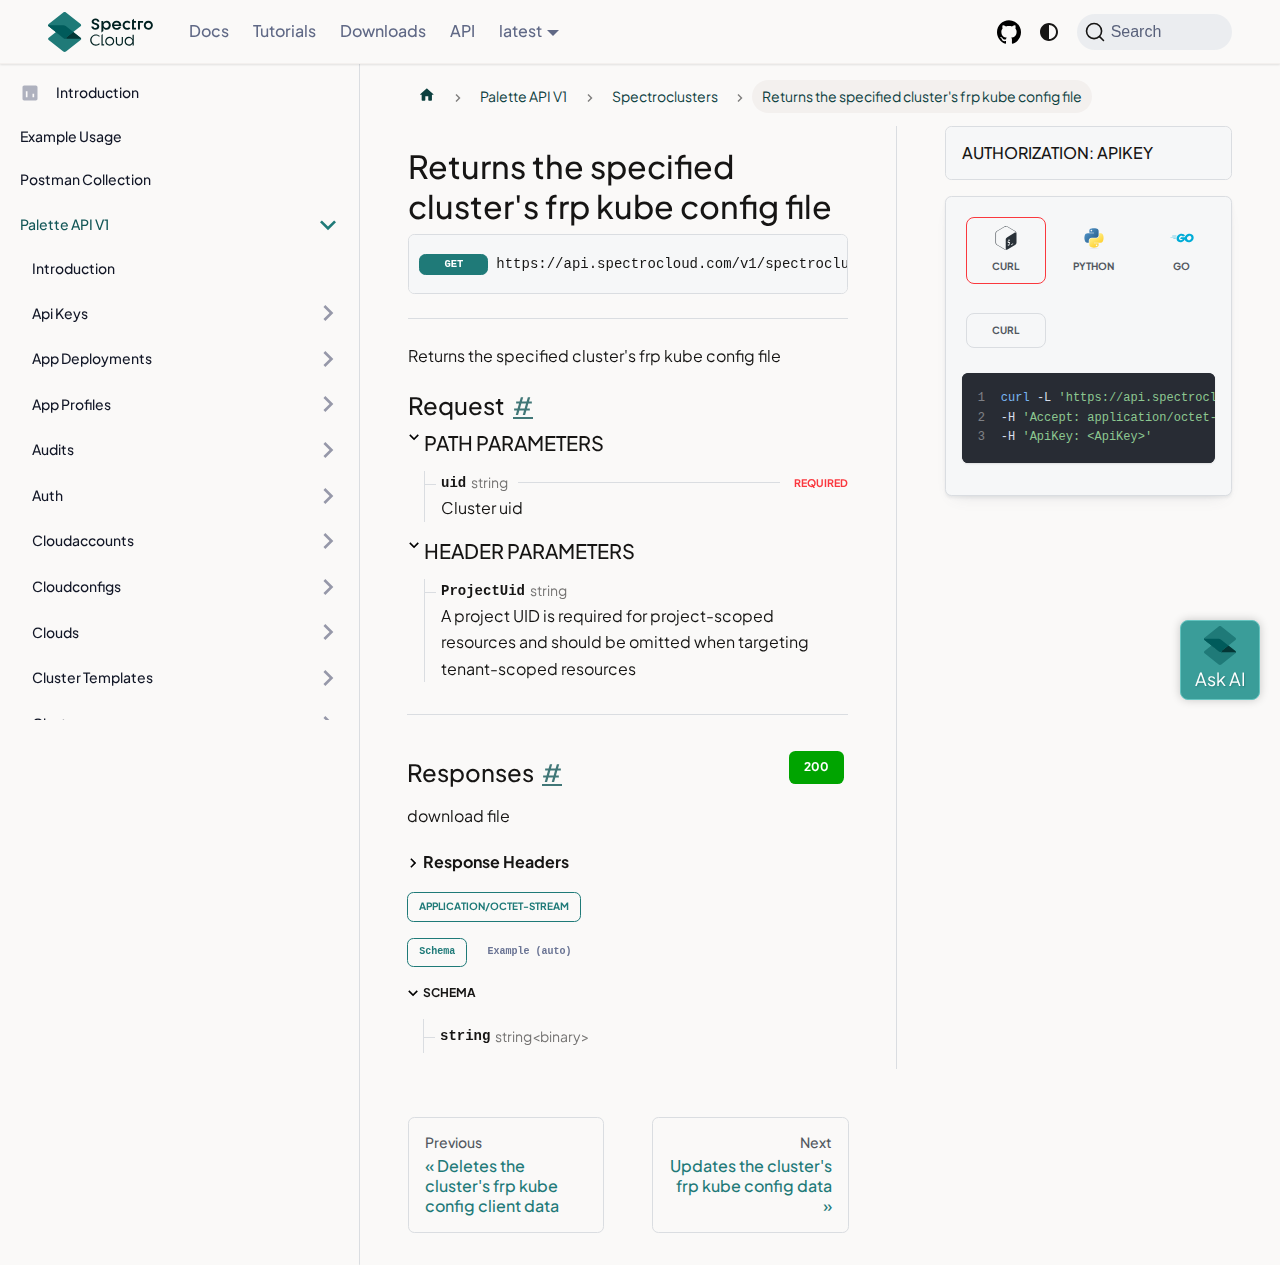 Spectro
Cloud
Docs
Tutorials
Downloads
API
latest
Search
Introduction
Example Usage
Postman Collection
Palette API V1
Introduction
Api Keys
App Deployments
App Profiles
Audits
Auth
Cloudaccounts
Cloudconfigs
Clouds
Cluster Templates
Palette API V1
Spectroclusters
Returns the specified cluster's frp kube config file
Returns the specified
cluster's frp kube config file
GET https://api.spectrocloud.com/v1/spectroclu
Returns the specified cluster's frp kube config file
Request #
PATH PARAMETERS
uid string REQUIRED
Cluster uid
HEADER PARAMETERS
ProjectUid string
A project UID is required for project-scoped
resources and should be omitted when targeting
tenant-scoped resources
Responses # 200
download file
Response Headers
APPLICATION/OCTET-STREAM
Schema Example (auto)
SCHEMA
string string<binary>
Previous
« Deletes the
cluster's frp kube
config client data
Next
Updates the cluster's
frp kube config data
»
AUTHORIZATION: APIKEY
CURL PYTHON GO
CURL
1 curl -L 'https://api.spectrocl
2 -H 'Accept: application/octet-
3 -H 'ApiKey: <ApiKey>'
Ask AI